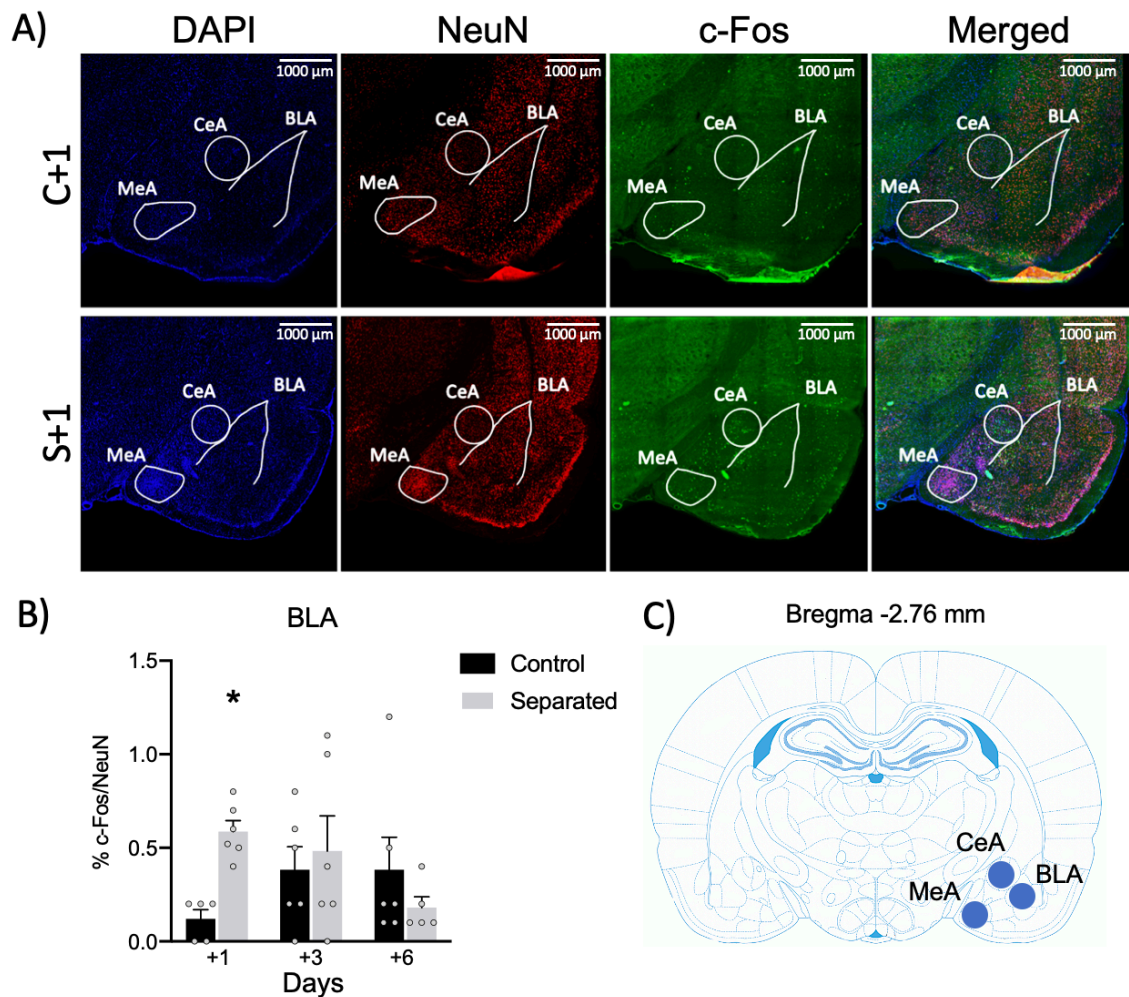 A)
DAPI NeuN c-Fos Merged
C+1
1000 µm 1000 µm 1000 µm 1000 µm
CeA BLA CeA BLA CeA BLA CeA BLA
MeA MeA MeA MeA
S+1
1000 µm 1000 µm 1000 µm 1000 µm
CeA BLA CeA BLA CeA BLA CeA BLA
MeA MeA MeA MeA
B)
BLA
% c-Fos/NeuN
1.5
1.0
0.5
0.0
*
Control
Separated
+1 +3 +6
Days
C)
Bregma -2.76 mm
CeA
BLA
MeA